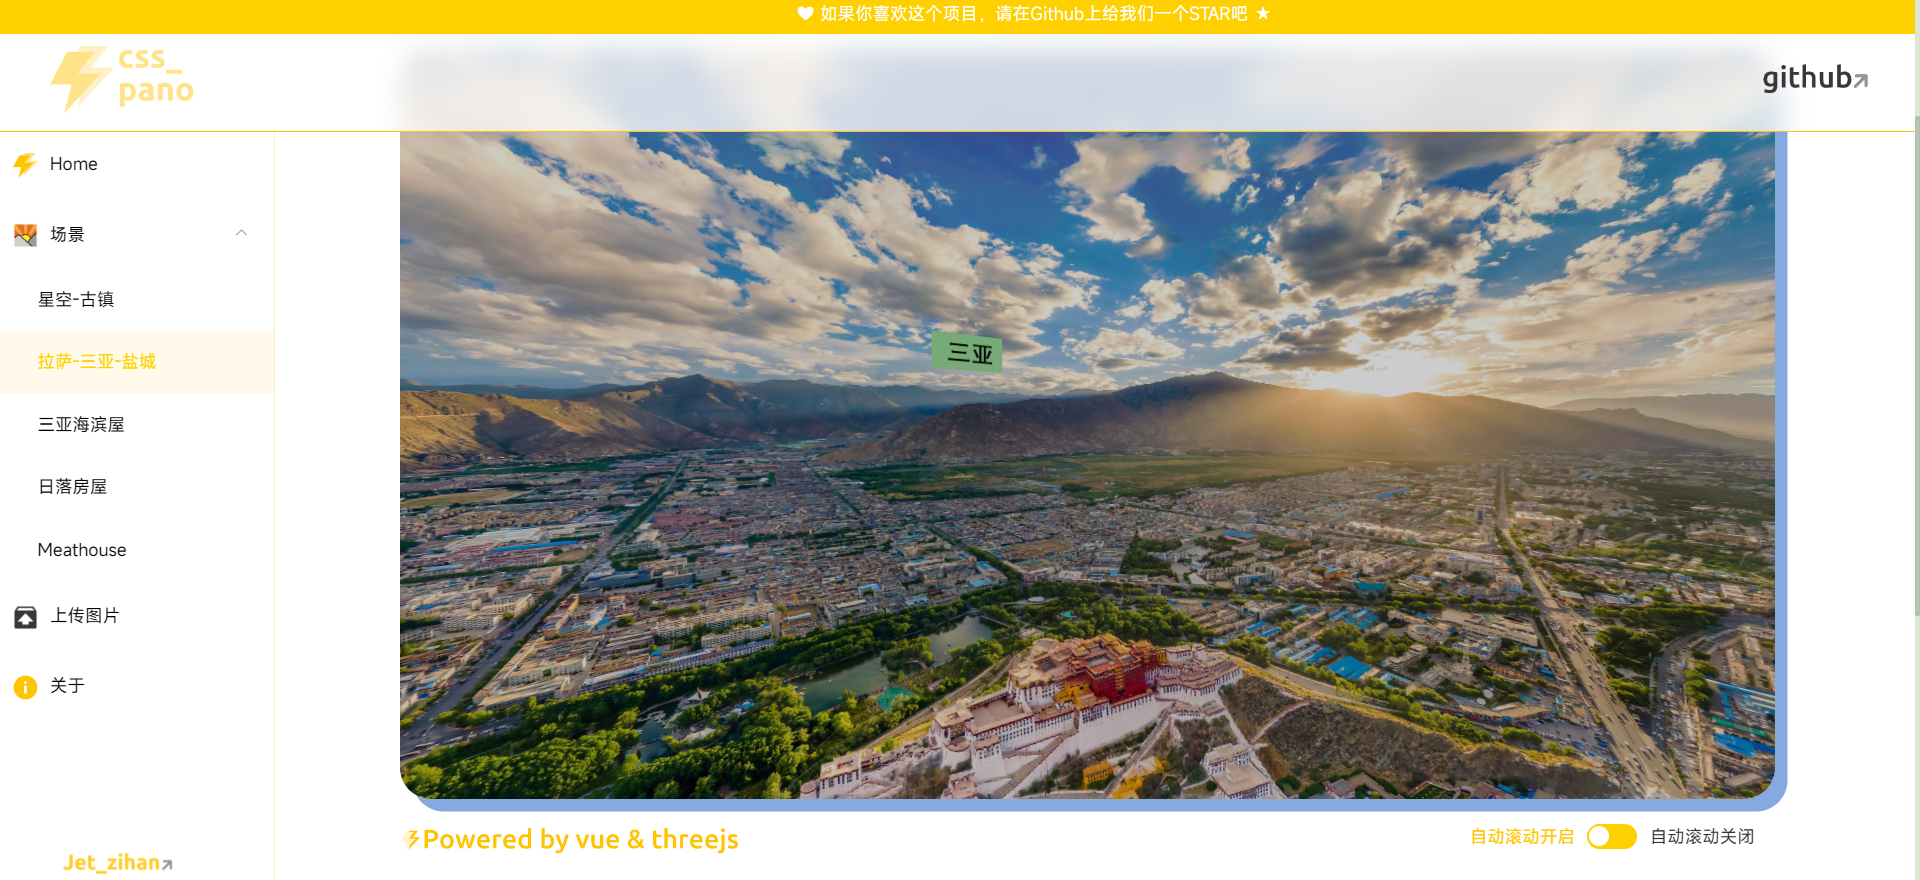 ♥ 如果你喜欢这个项目，请在Github上给我们一个STAR吧 ★
css_
pano
github
Home
场景
星空-古镇
拉萨-三亚-盐城
三亚海滨屋
日落房屋
Meathouse
上传图片
关于
Jet_zihan
三亚
Powered by vue & threejs
自动滚动开启
自动滚动关闭